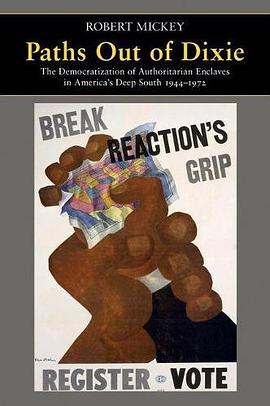 ROBERT MICKEY
Paths Out of Dixie
The Democratization of Authoritarian Enclaves
in America's Deep South 1944–1972
BREAK
REACTION'S
GRIP
REGISTER VOTE